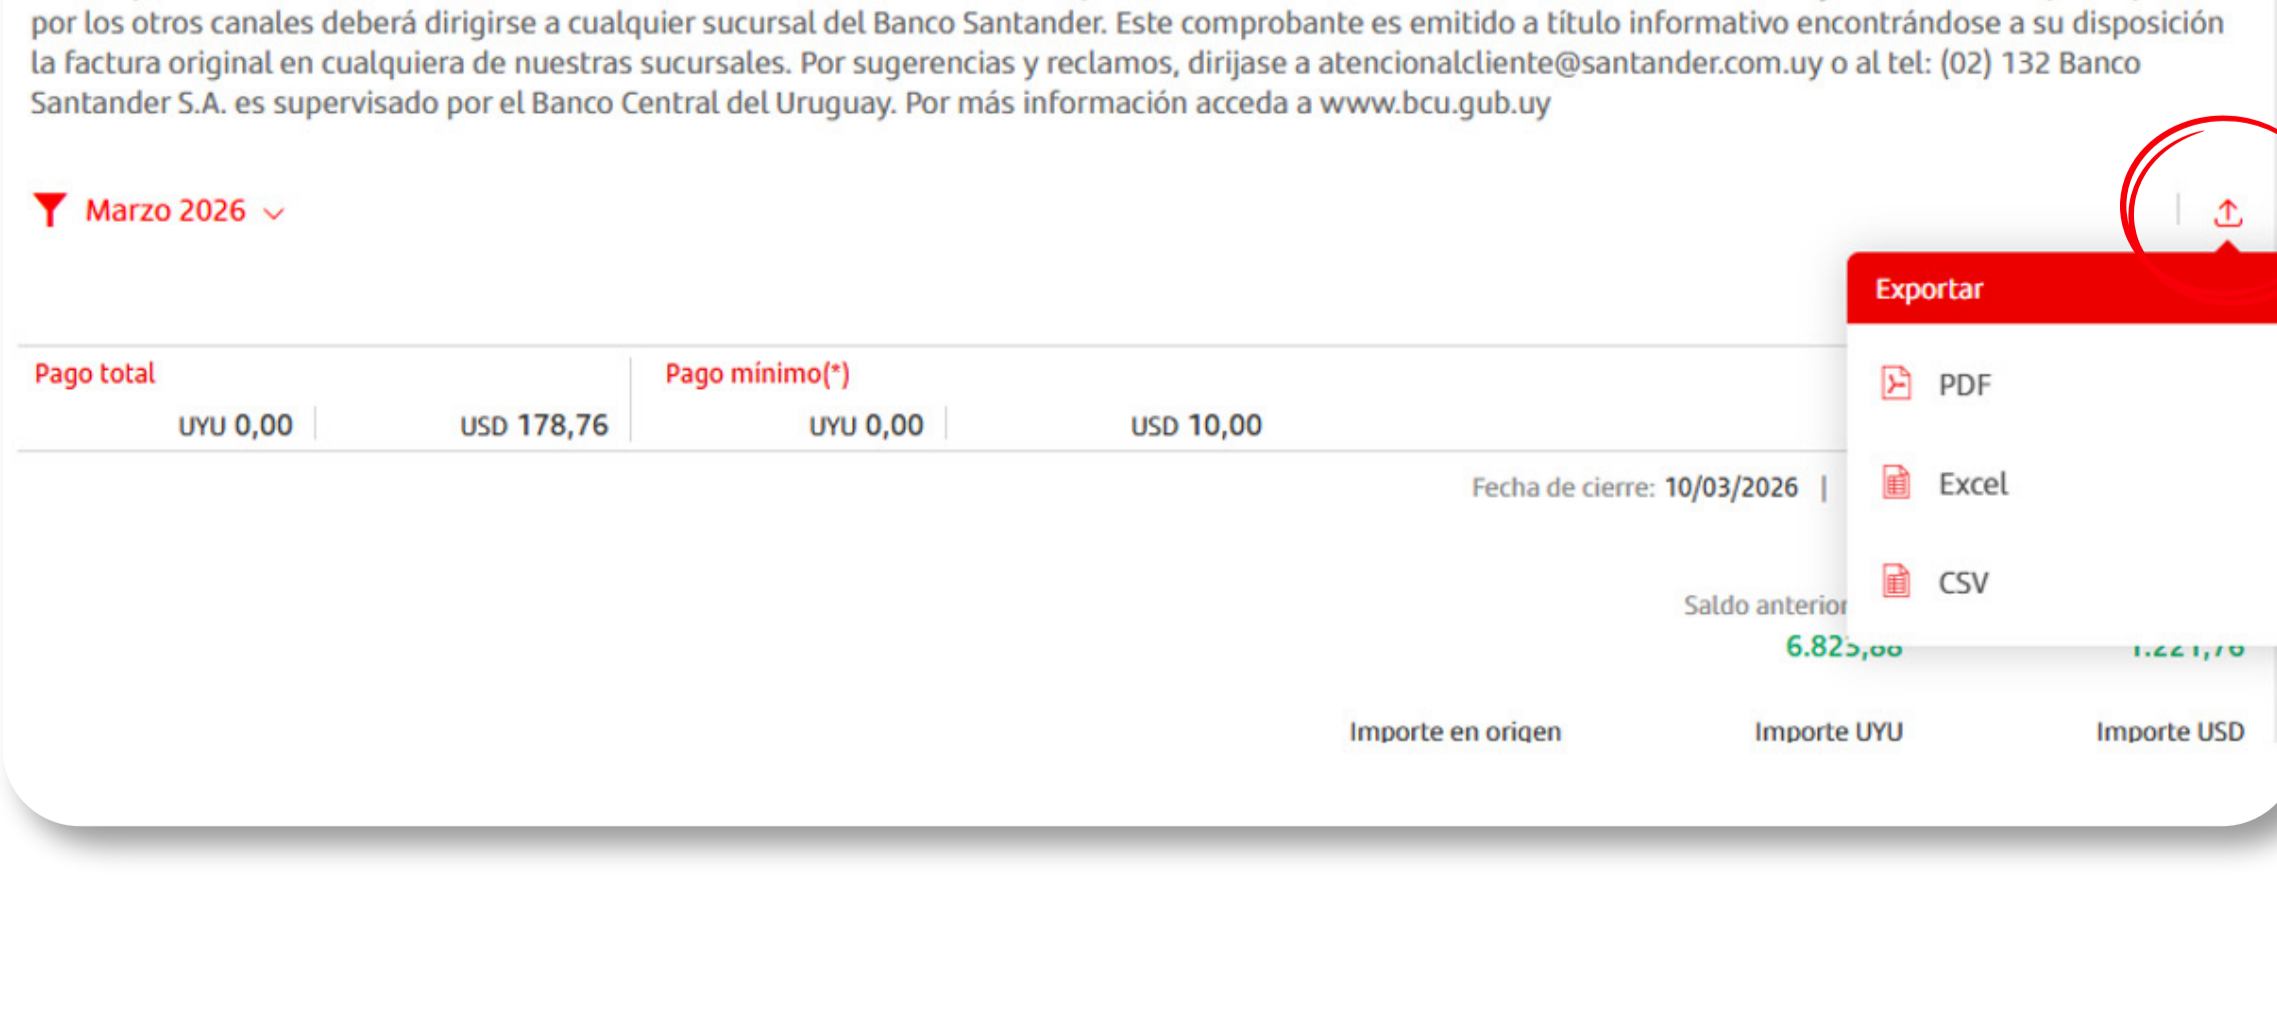 por los otros canales deberá dirigirse a cualquier sucursal del Banco Santander. Este comprobante es emitido a título informativo encontrándose a su disposición
la factura original en cualquiera de nuestras sucursales. Por sugerencias y reclamos, dirijase a atencionalcliente@santander.com.uy o al tel: (02) 132 Banco
Santander S.A. es supervisado por el Banco Central del Uruguay. Por más información acceda a www.bcu.gub.uy
Marzo 2026
Exportar
Pago total
Pago mínimo(*)
PDF
UYU 0,00
USD 178,76
UYU 0,00
USD 10,00
Fecha de cierre: 10/03/2026 |
Excel
CSV
Saldo anterior
Importe en origen
Importe UYU
Importe USD